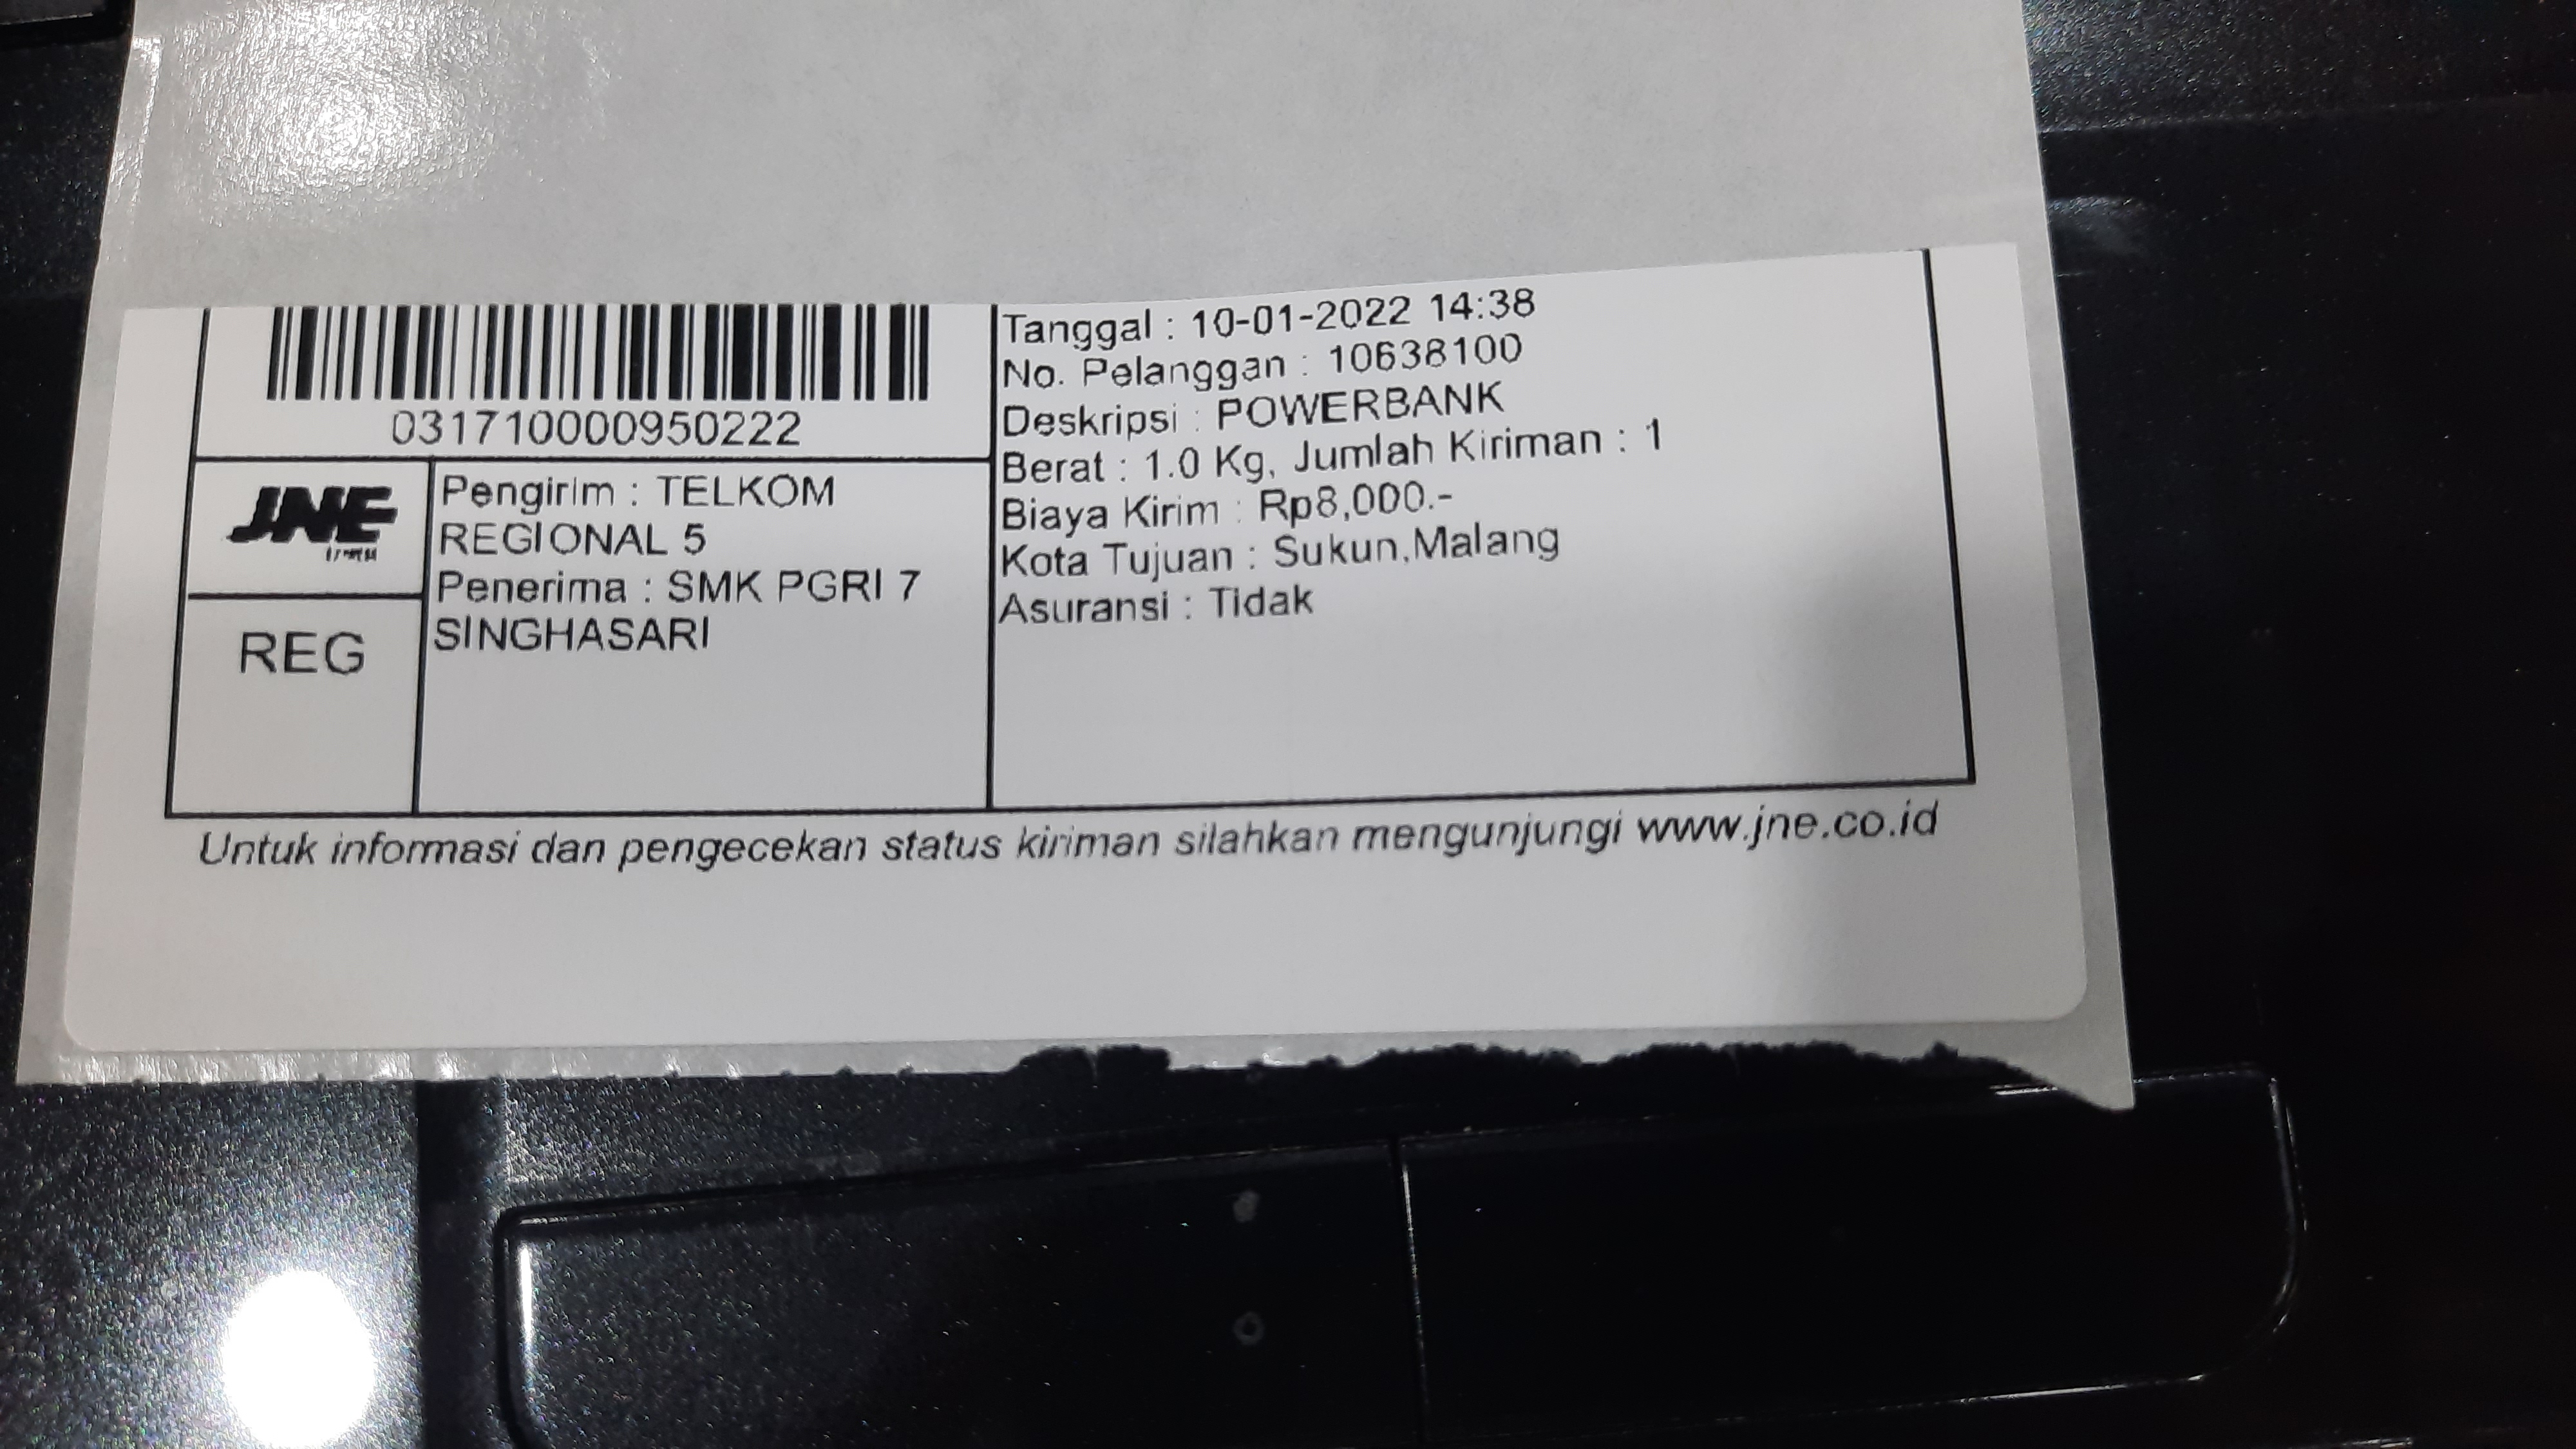 0317100095022​2
JNE
REG
Pengirim : TELKOM
REGIONAL 5
Penerima : SMK PGRI 7
SINGHASARI
Tanggal : 10-01-2022 14:38
No. Pelanggan : 10638100
Deskripsi : POWERBANK
Berat : 1.0 Kg, Jumlah Kiriman : 1
Biaya Kirim : Rp8,000.-
Kota Tujuan : Sukun,Malang
Asuransi : Tidak
Untuk informasi dan pengecekan status kiriman silahkan mengunjungi www.jne.co.id